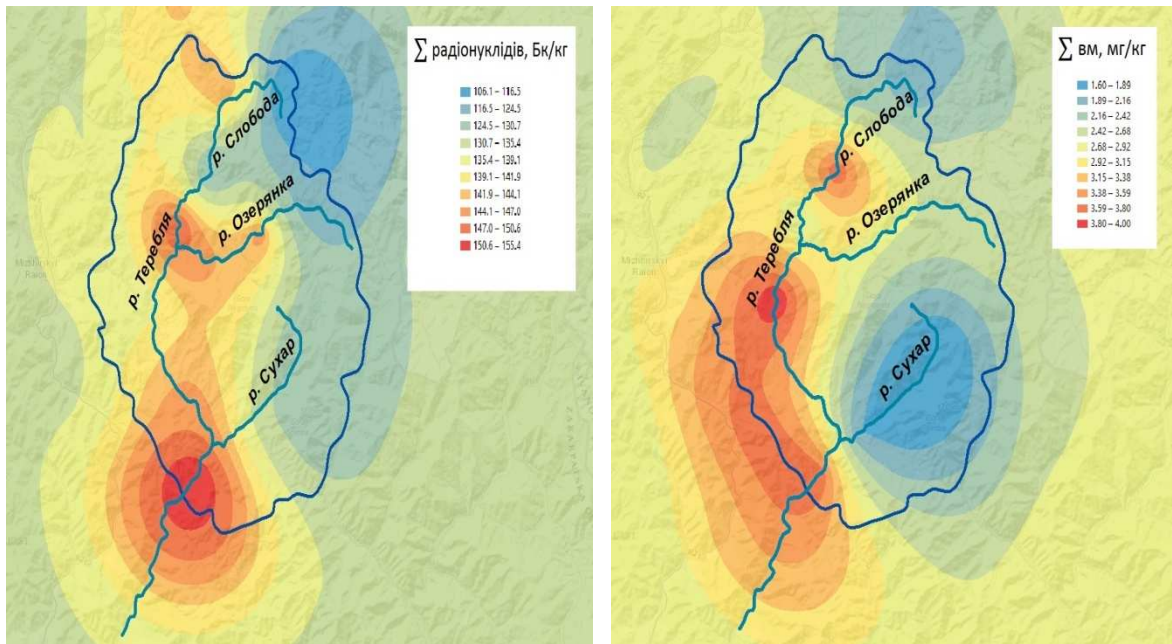 ∑ радіонуклідів, Бк/кг
106.1 – 116.5
116.5 – 124.5
124.5 – 130.7
130.7 – 135.4
135.4 – 139.1
139.1 – 141.9
141.9 – 144.1
144.1 – 147.0
147.0 – 150.6
150.6 – 155.4
р. Слобода
р. Озерянка
р. Теребля
р. Сухар
∑ вм, мг/кг
1.60 – 1.89
1.89 – 2.16
2.16 – 2.42
2.42 – 2.68
2.68 – 2.92
2.92 – 3.15
3.15 – 3.38
3.38 – 3.59
3.59 – 3.80
3.80 – 4.00
р. Слобода
р. Озерянка
р. Теребля
р. Сухар